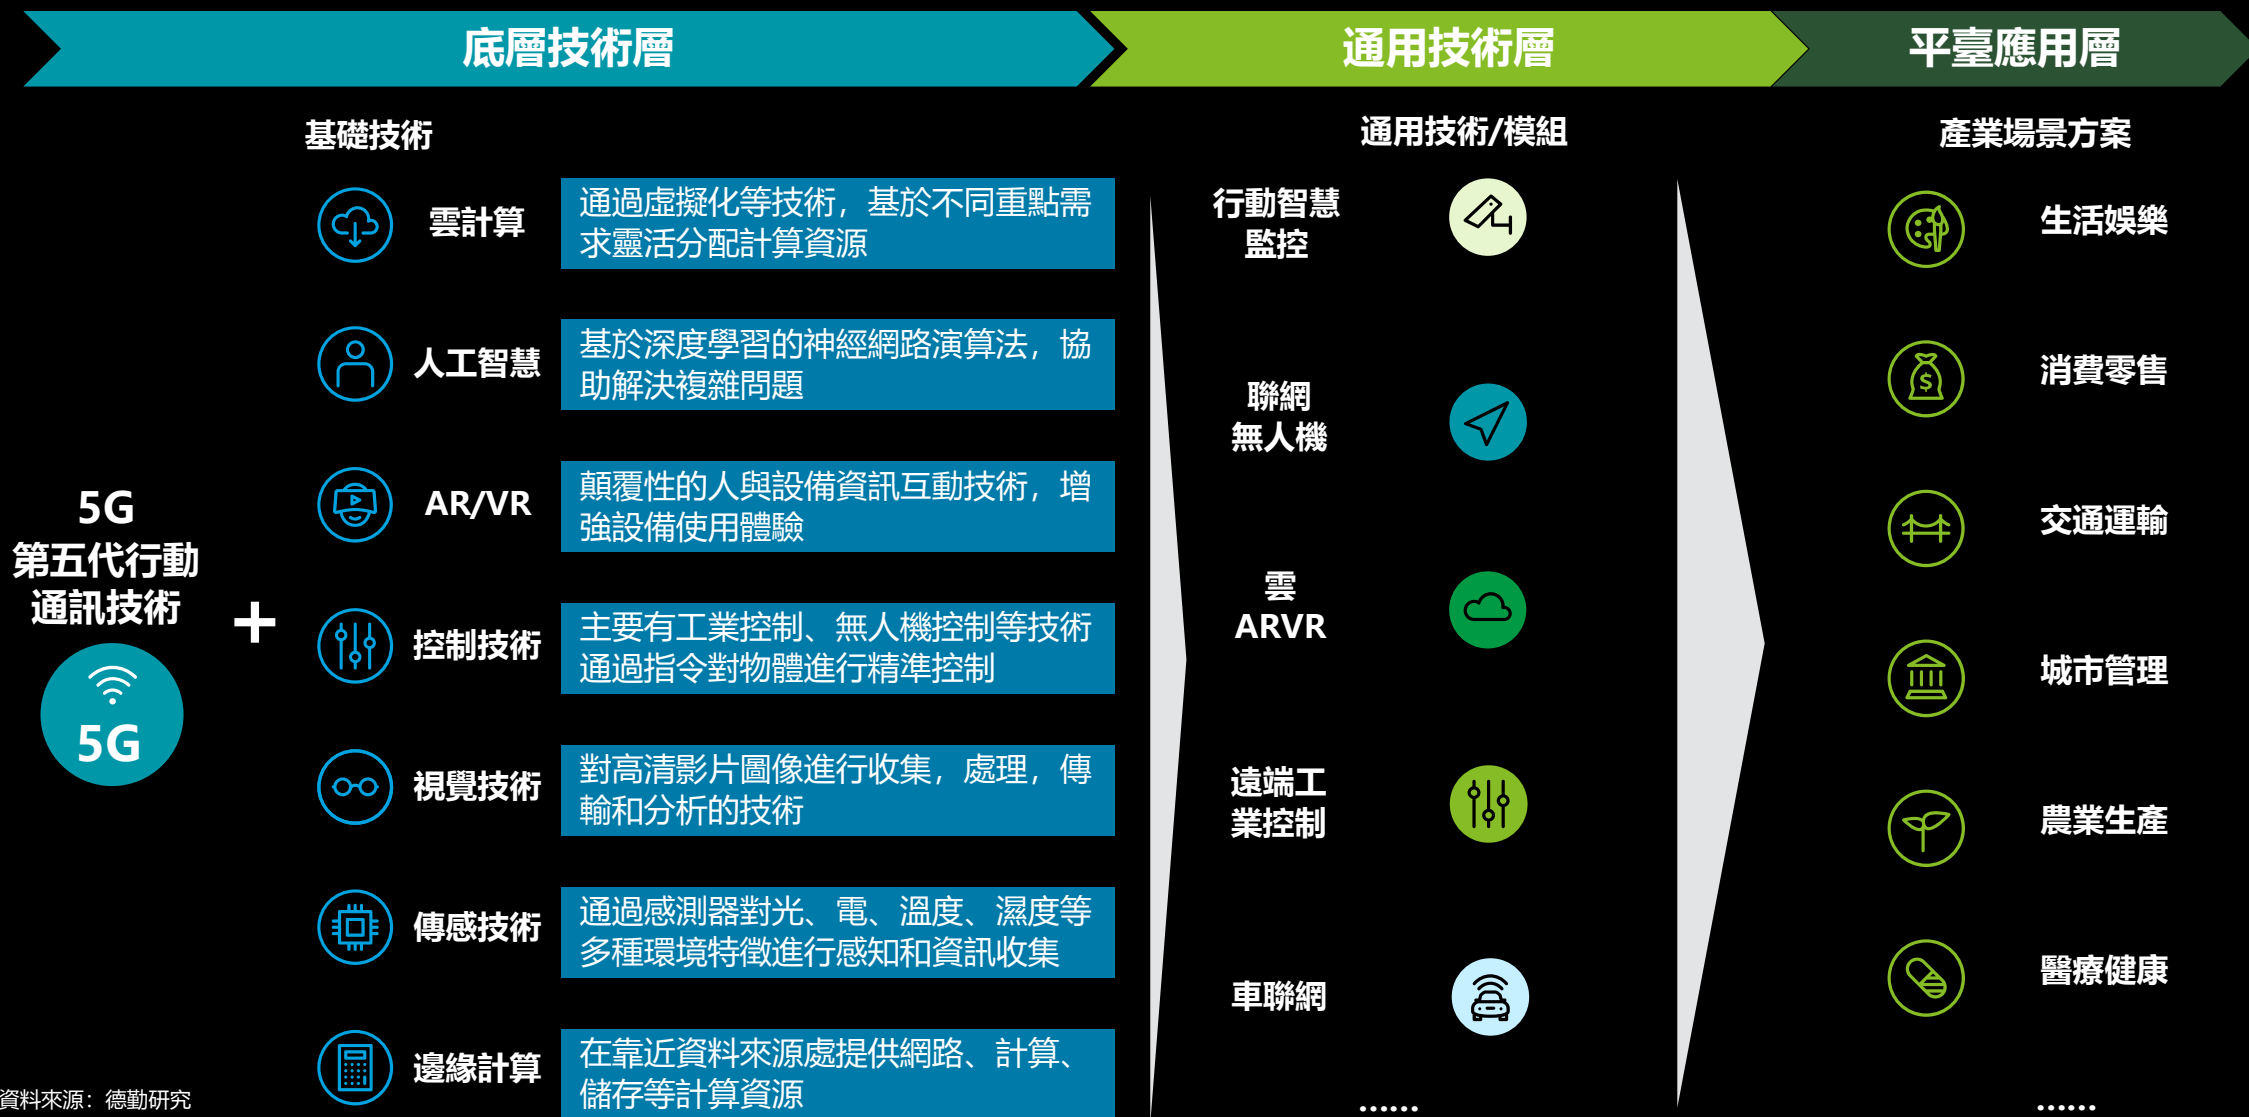 底層技術層
通用技術層
平臺應用層
基礎技術
通用技術/模組
產業場景方案
5G
第五代行動
通訊技術
5G
+
雲計算
通過虛擬化等技術，基於不同重點需
求靈活分配計算資源
人工智慧
基於深度學習的神經網路演算法，協
助解決複雜問題
AR/VR
顛覆性的人與設備資訊互動技術，增
強設備使用體驗
控制技術
主要有工業控制、無人機控制等技術
通過指令對物體進行精準控制
視覺技術
對高清影片圖像進行收集，處理，傳
輸和分析的技術
傳感技術
通過感測器對光、電、溫度、濕度等
多種環境特徵進行感知和資訊收集
邊緣計算
在靠近資料來源處提供網路、計算、
儲存等計算資源
行動智慧
監控
聯網
無人機
雲
ARVR
遠端工
業控制
車聯網
……
生活娛樂
消費零售
$
交通運輸
城市管理
農業生產
醫療健康
……
資料來源：德勤研究